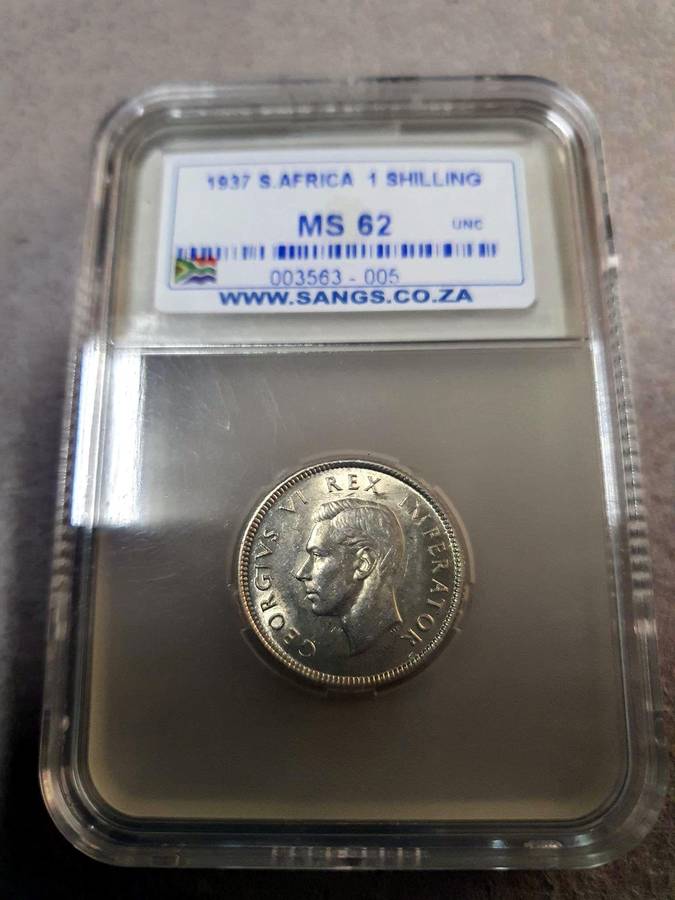 1937 S.AFRICA 1 SHILLING
MS 62 UNC
003563 - 005
WWW.SANGS.CO.ZA
GEORGIVS VI REX IMPERATOR